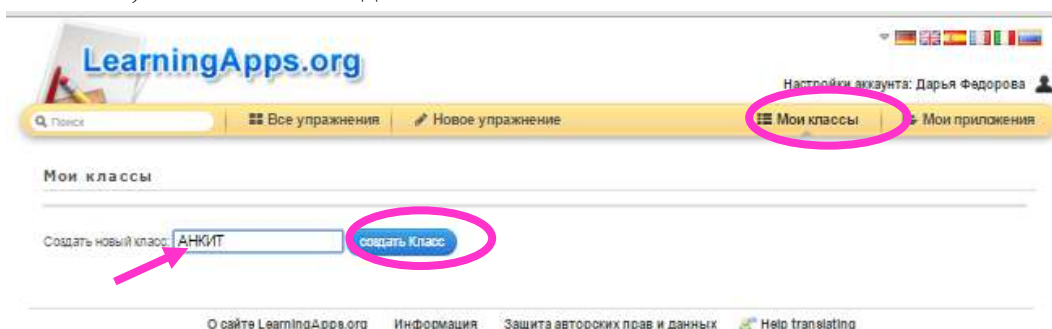 LearningApps.org
Настройки аккаунта: Дарья Федорова
Поиск
Все упражнения
Новое упражнение
Мои классы
Мои приложения
Мои классы
Создать новый класс: АНКИТ
создать Класс
О сайте LearningApps.org Информация Защита авторских прав и данных Help translating